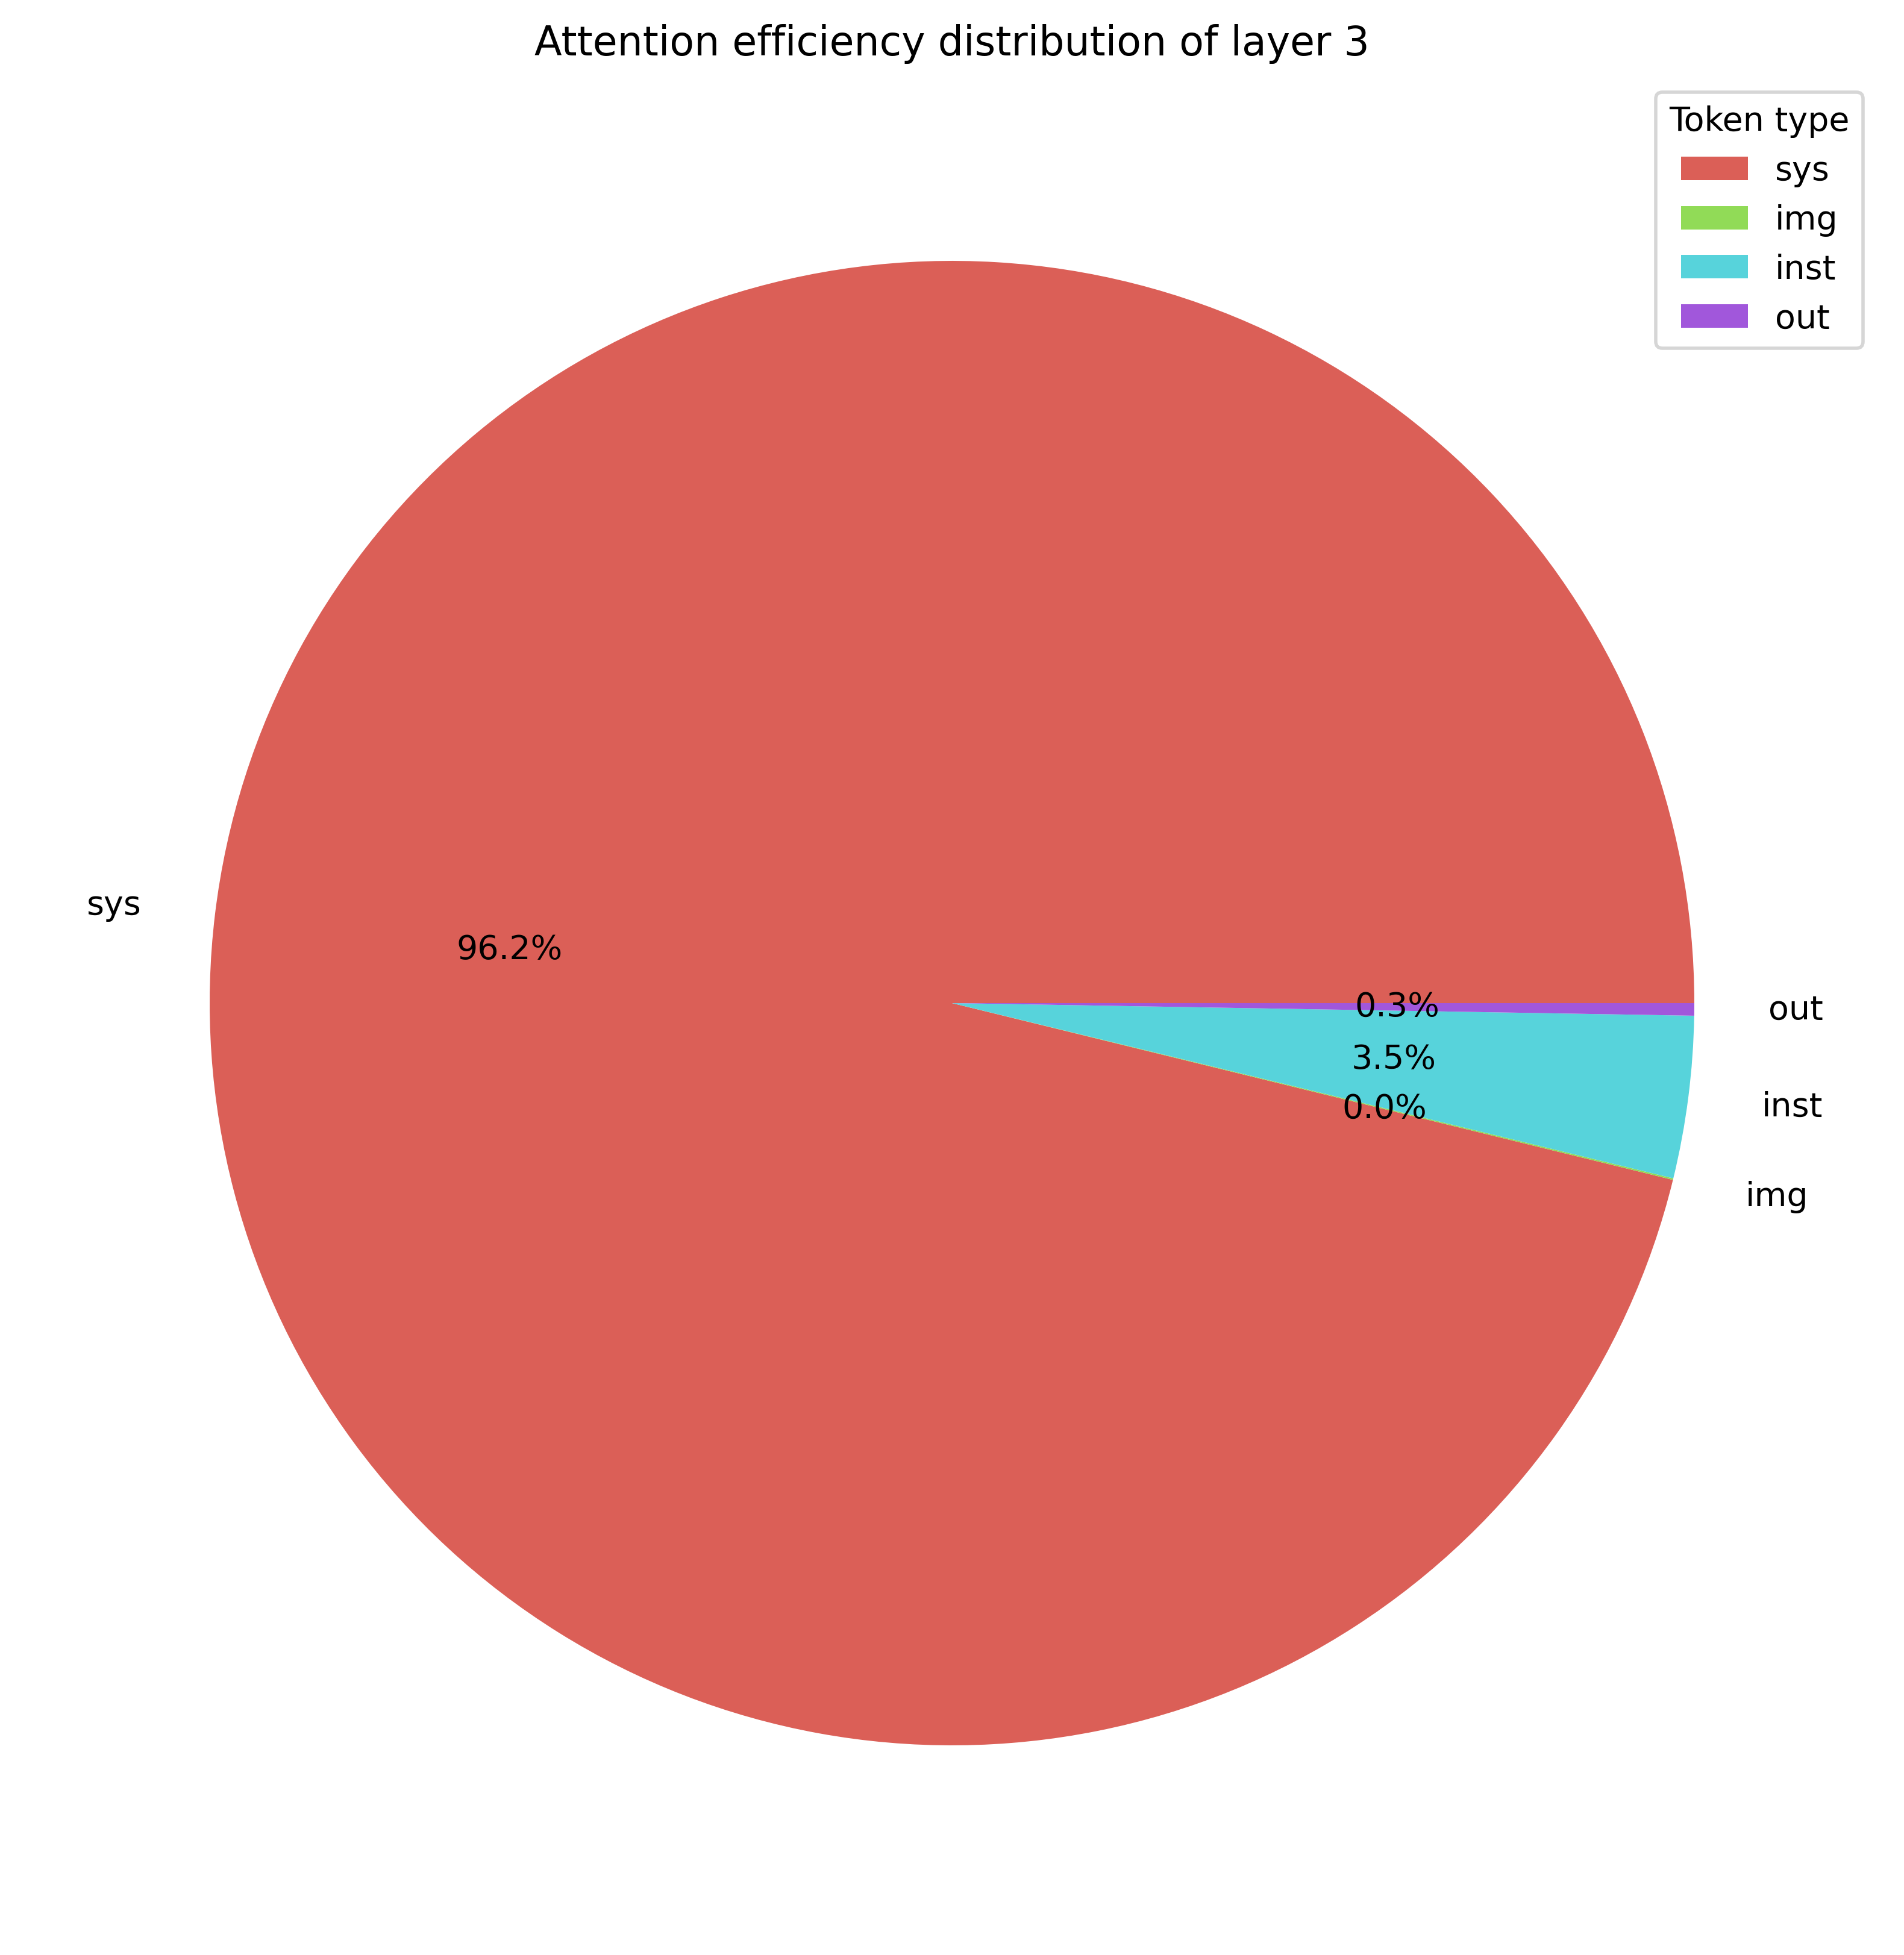 Attention efficiency distribution of layer 3
Token type
sys
img
inst
out
sys
96.2%
0.3%
out
3.5%
inst
0.0%
img